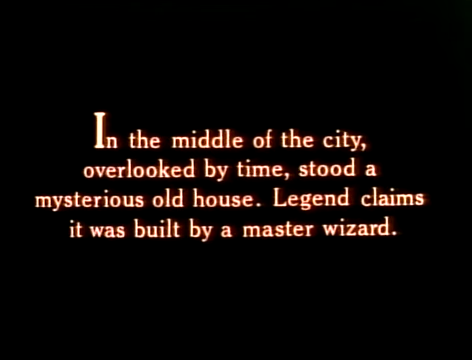 In the middle of the city,
overlooked by time, stood a
mysterious old house. Legend claims
it was built by a master wizard.